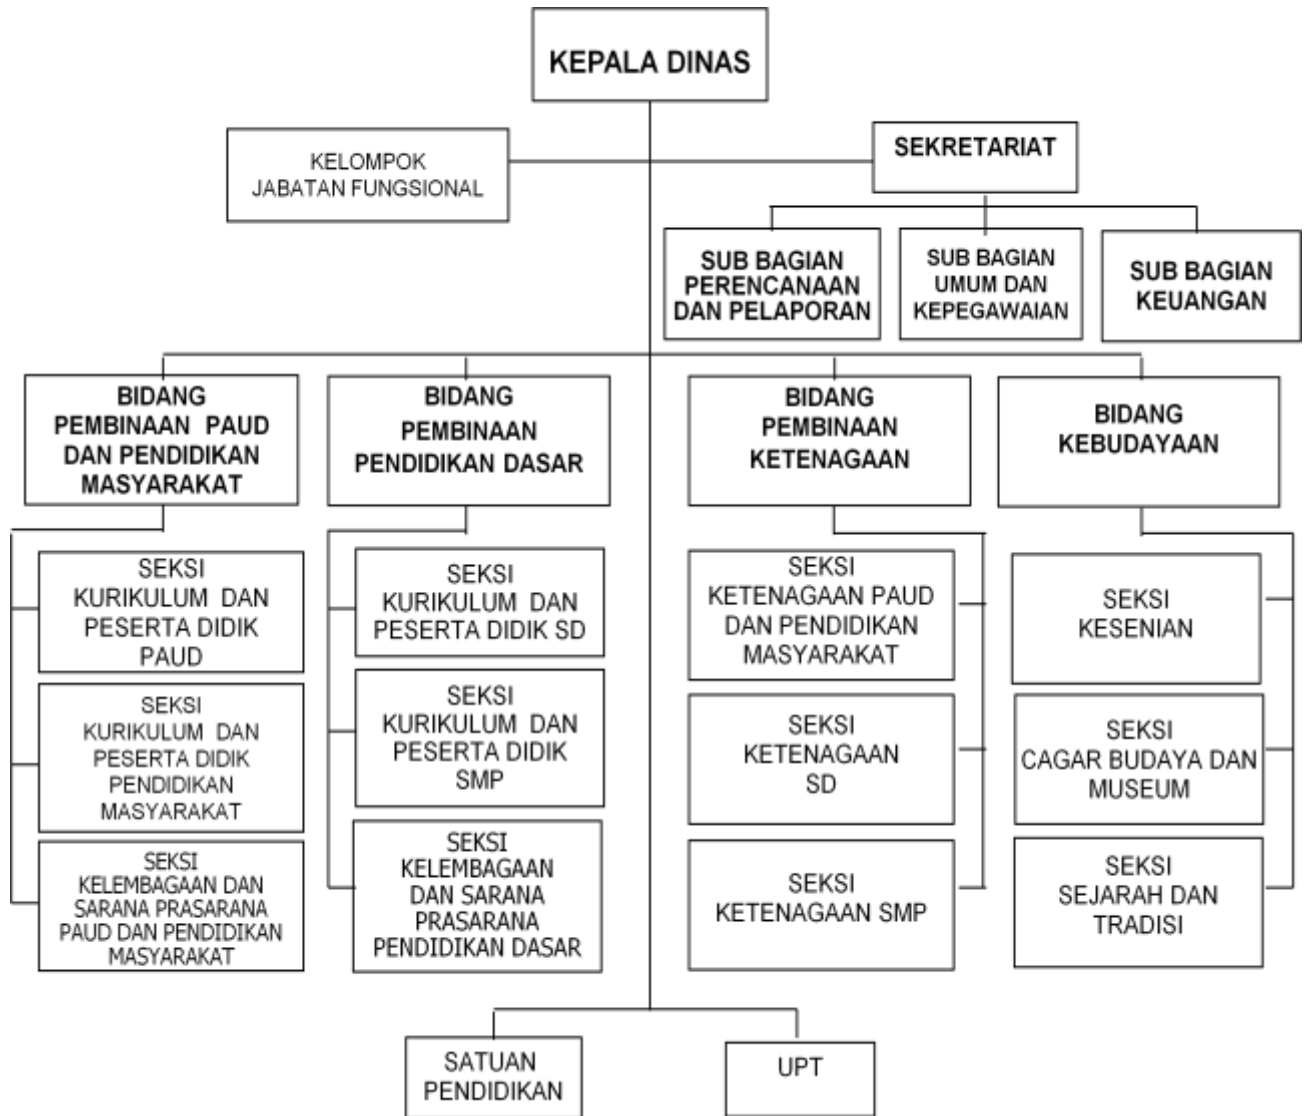 KEPALA DINAS
KELOMPOK
JABATAN FUNGSIONAL
SEKRETARIAT
SUB BAGIAN
PERENCANAAN
DAN PELAPORAN
SUB BAGIAN
UMUM DAN
KEPEGAWAIAN
SUB BAGIAN
KEUANGAN
BIDANG
PEMBINAAN PAUD
DAN PENDIDIKAN
MASYARAKAT
BIDANG
PEMBINAAN
PENDIDIKAN DASAR
BIDANG
PEMBINAAN
KETENAGAAN
BIDANG
KEBUDAYAAN
SEKSI
KURIKULUM DAN
PESERTA DIDIK
PAUD
SEKSI
KURIKULUM DAN
PESERTA DIDIK
PENDIDIKAN
MASYARAKAT
SEKSI
KELEMBAGAAN DAN
SARANA PRASARANA
PAUD DAN PENDIDIKAN
MASYARAKAT
SEKSI
KURIKULUM DAN
PESERTA DIDIK SD
SEKSI
KURIKULUM DAN
PESERTA DIDIK
SMP
SEKSI
KELEMBAGAAN
DAN SARANA
PRASARANA
PENDIDIKAN DASAR
SEKSI
KETENAGAAN PAUD
DAN PENDIDIKAN
MASYARAKAT
SEKSI
KETENAGAAN
SD
SEKSI
KETENAGAAN SMP
SEKSI
KESENIAN
SEKSI
CAGAR BUDAYA DAN
MUSEUM
SEKSI
SEJARAH DAN
TRADISI
SATUAN
PENDIDIKAN
UPT